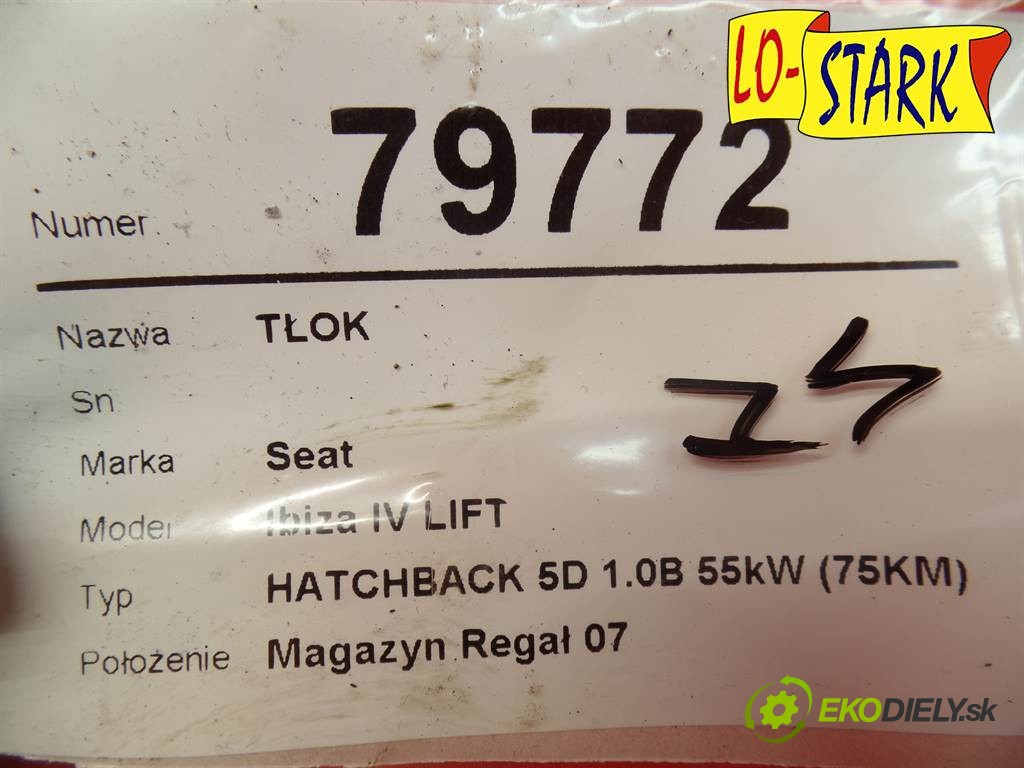 LO-STARK
Numer 79772
Nazwa TŁOK
Sn
Marka Seat
Model Ibiza IV LIFT
Typ HATCHBACK 5D 1.0B 55kW (75KM)
Położenie Magazyn Regał 07
EKODIELY.sk